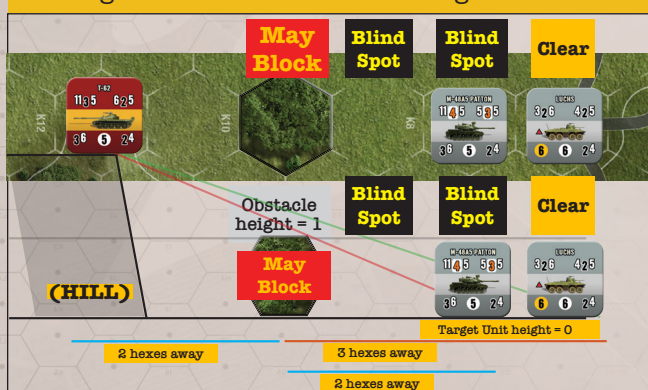 May
Block
Blind
Spot
Blind
Spot
Clear
T-62
11 3 5 6 2 5
3 6 5 2 4
K12
K10
K8
M-48A5 PATTON
11 4 5 5 3 5
3 6 5 2 4
LUCHS
3 2 6 4 2 5
6 6 2 4
Obstacle
height = 1
Blind
Spot
Blind
Spot
Clear
May
Block
(HILL)
M-48A5 PATTON
11 4 5 5 3 5
3 6 5 2 4
LUCHS
3 2 6 4 2 5
6 6 2 4
Target Unit height = 0
2 hexes away
3 hexes away
2 hexes away